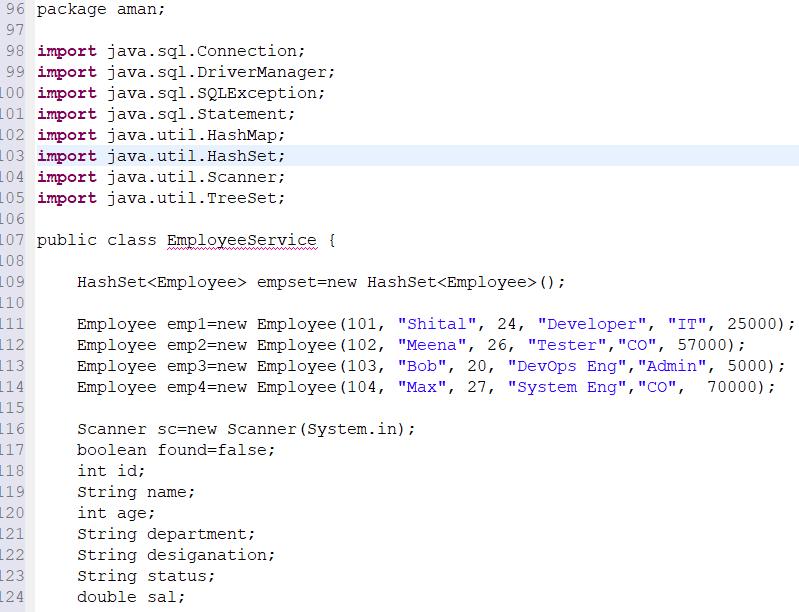 96 package aman;
97
98 import java.sql.Connection;
99 import java.sql.DriverManager;
100 import java.sql.SQLException;
101 import java.sql.Statement;
102 import java.util.HashMap;
103 import java.util.HashSet;
104 import java.util.Scanner;
105 import java.util.TreeSet;
106
107 public class EmployeeService {
108
109     HashSet<Employee> empset=new HashSet<Employee>();
110
111     Employee emp1=new Employee(101, "Shital", 24, "Developer", "IT", 25000);
112     Employee emp2=new Employee(102, "Meena", 26, "Tester","CO", 57000);
113     Employee emp3=new Employee(103, "Bob", 20, "DevOps Eng","Admin", 5000);
114     Employee emp4=new Employee(104, "Max", 27, "System Eng","CO",  70000);
115
116     Scanner sc=new Scanner(System.in);
117     boolean found=false;
118     int id;
119     String name;
120     int age;
121     String department;
122     String desiganation;
123     String status;
124     double sal;